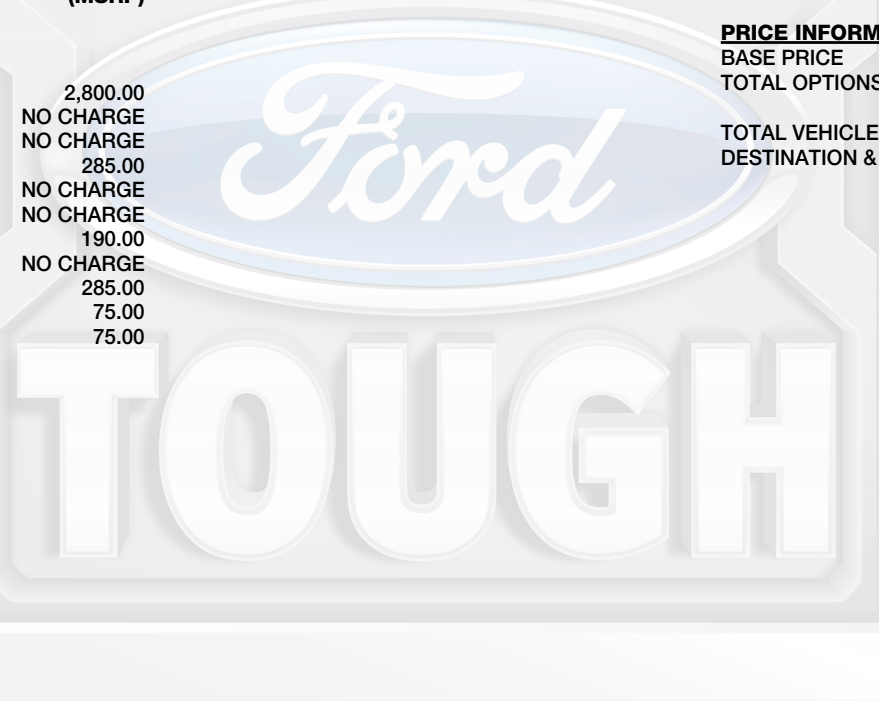 (MSRP)
2,800.00
NO CHARGE
NO CHARGE
285.00
NO CHARGE
NO CHARGE
190.00
NO CHARGE
285.00
75.00
75.00
PRICE INFORM
BASE PRICE
TOTAL OPTIONS
TOTAL VEHICLE
DESTINATION &
Ford
TOUGH